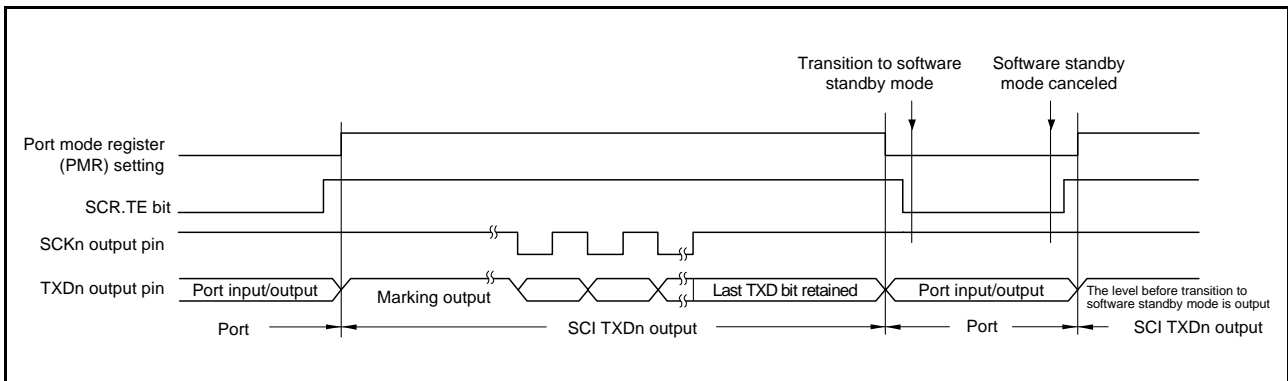 Transition to software
standby mode
Software standby
mode canceled
Port mode register
(PMR) setting
SCR.TE bit
SCKn output pin
TXDn output pin
Port input/output
Marking output
Last TXD bit retained
Port input/output
The level before transition to
software standby mode is output
Port
SCI TXDn output
Port
SCI TXDn output